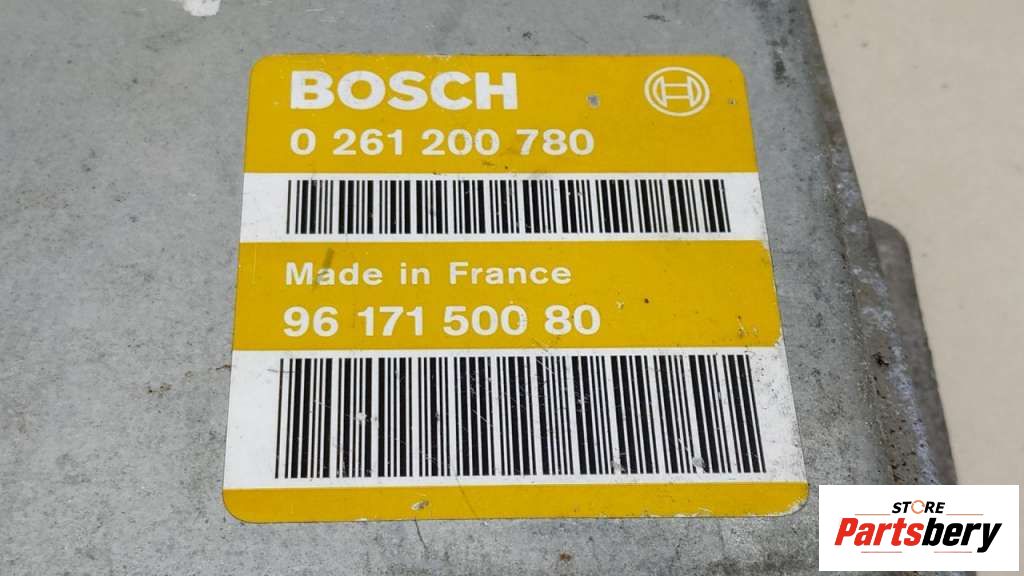 BOSCH
0 261 200 780
Made in France
96 171 500 80
STORE
Partsbery